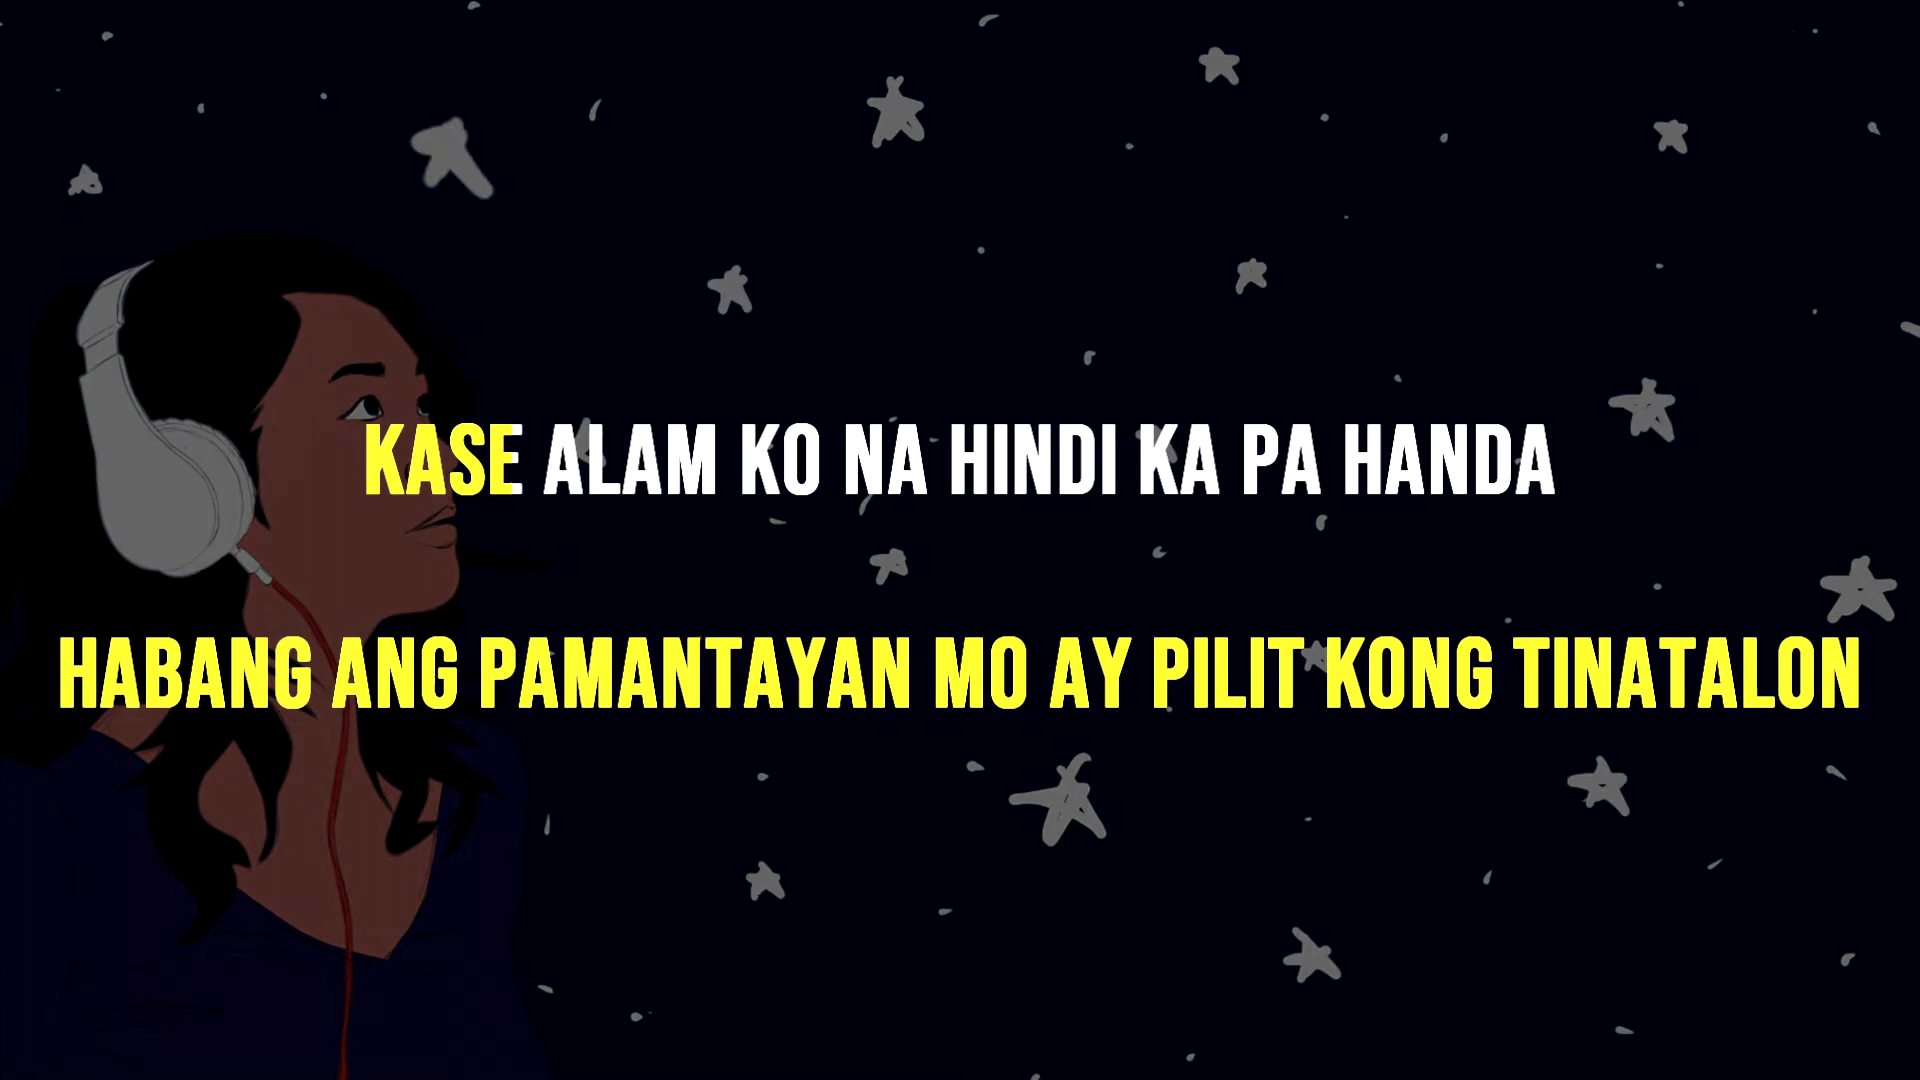 KASE ALAM KO NA HINDI KA PA HANDA
HABANG ANG PAMANTAYAN MO AY PILIT KONG TINATALON